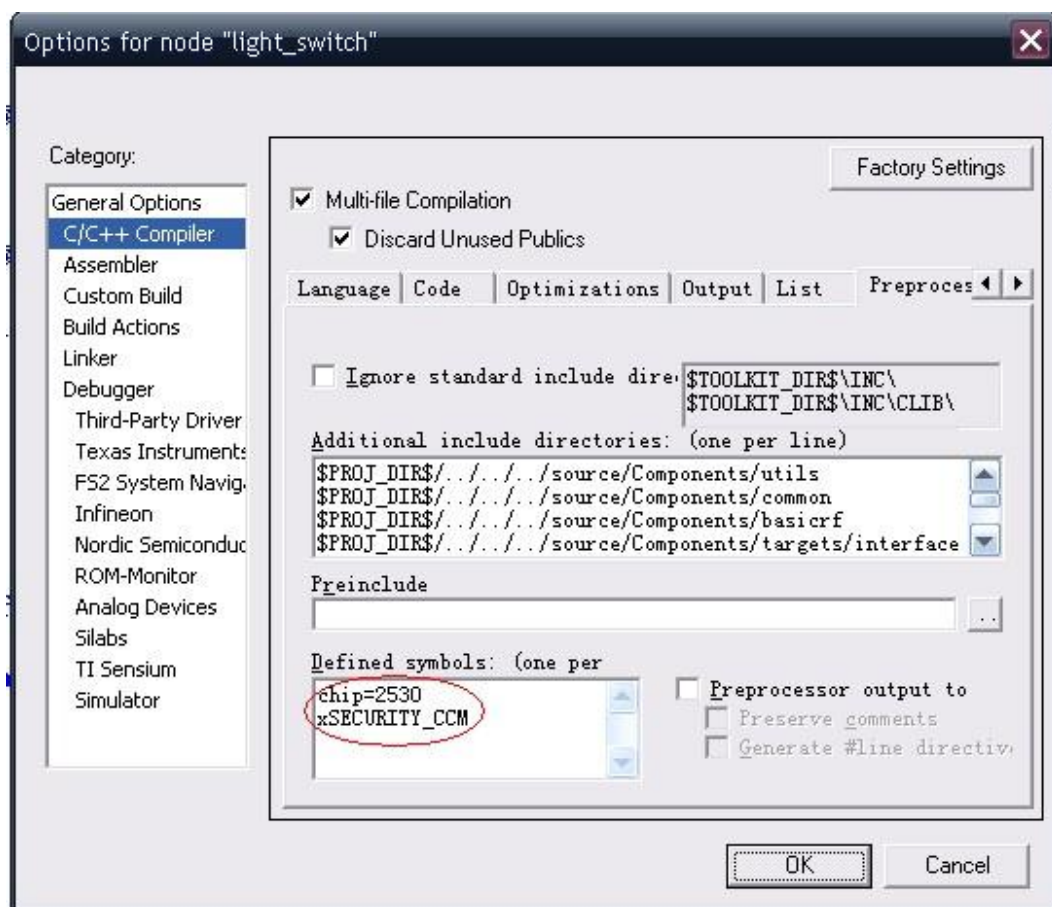 Options for node "light_switch"
Category:
General Options
C/C++ Compiler
Assembler
Custom Build
Build Actions
Linker
Debugger
Third-Party Driver
Texas Instruments
FS2 System Naviga
Infineon
Nordic Semiconduc
ROM-Monitor
Analog Devices
Silabs
TI Sensium
Simulator
Factory Settings
Multi-file Compilation
Discard Unused Publics
Language Code Optimizations Output List Preproces
Ignore standard include dire
$TOOLKIT_DIR$\INC\
$TOOLKIT_DIR$\INC\CLIB\
Additional include directories: (one per line)
$PROJ_DIR$/../../../source/Components/utils
$PROJ_DIR$/../../../source/Components/common
$PROJ_DIR$/../../../source/Components/basicrf
$PROJ_DIR$/../../../source/Components/targets/interface
Preinclude
..
Defined symbols: (one per
chip=2530
xSECURITY_CCM
Preprocessor output to
Preserve comments
Generate #line directiv
OK Cancel